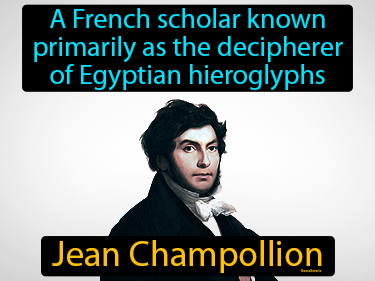 A French scholar known
primarily as the decipherer
of Egyptian hieroglyphs
Jean Champollion